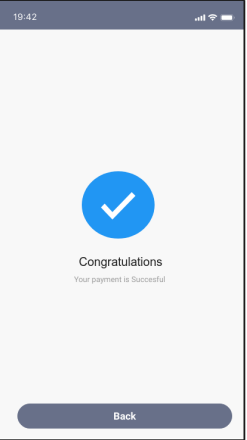 19:42
Congratulations
Your payment is Succesful
Back